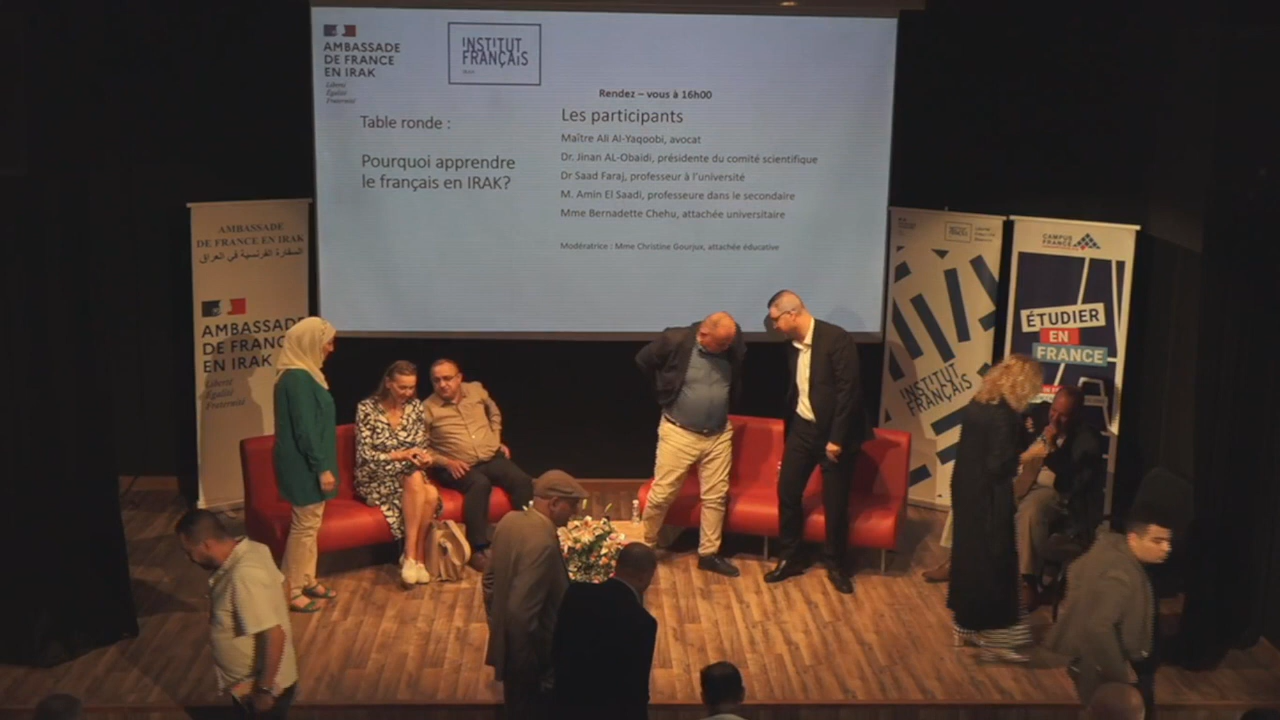 AMBASSADE
DE FRANCE
EN IRAK
Liberté
Égalité
Fraternité
INSTITUT
FRANÇAIS
Table ronde :
Pourquoi apprendre
le français en IRAK?
Rendez – vous à 16h00
Les participants
Maître Ali Al-Yaqoobi, avocat
Dr. Jinan AL-Obaidi, présidente du comité scientifique
Dr Saad Faraj, professeur à l'université
M. Amin El Saadi, professeure dans le secondaire
Mme Bernadette Chehu, attachée universitaire
Modératrice : Mme Christine Gourjux, attachée éducative
AMBASSADE
DE FRANCE EN IRAK
السفارة الفرنسية في العراق
AMBASSADE
DE FRANC
EN IRAK
Liberté
Égalité
Fraternité
INSTITUT
FRANÇAIS
CAMPUS
FRANCE
ÉTUDIER
EN
FRANCE